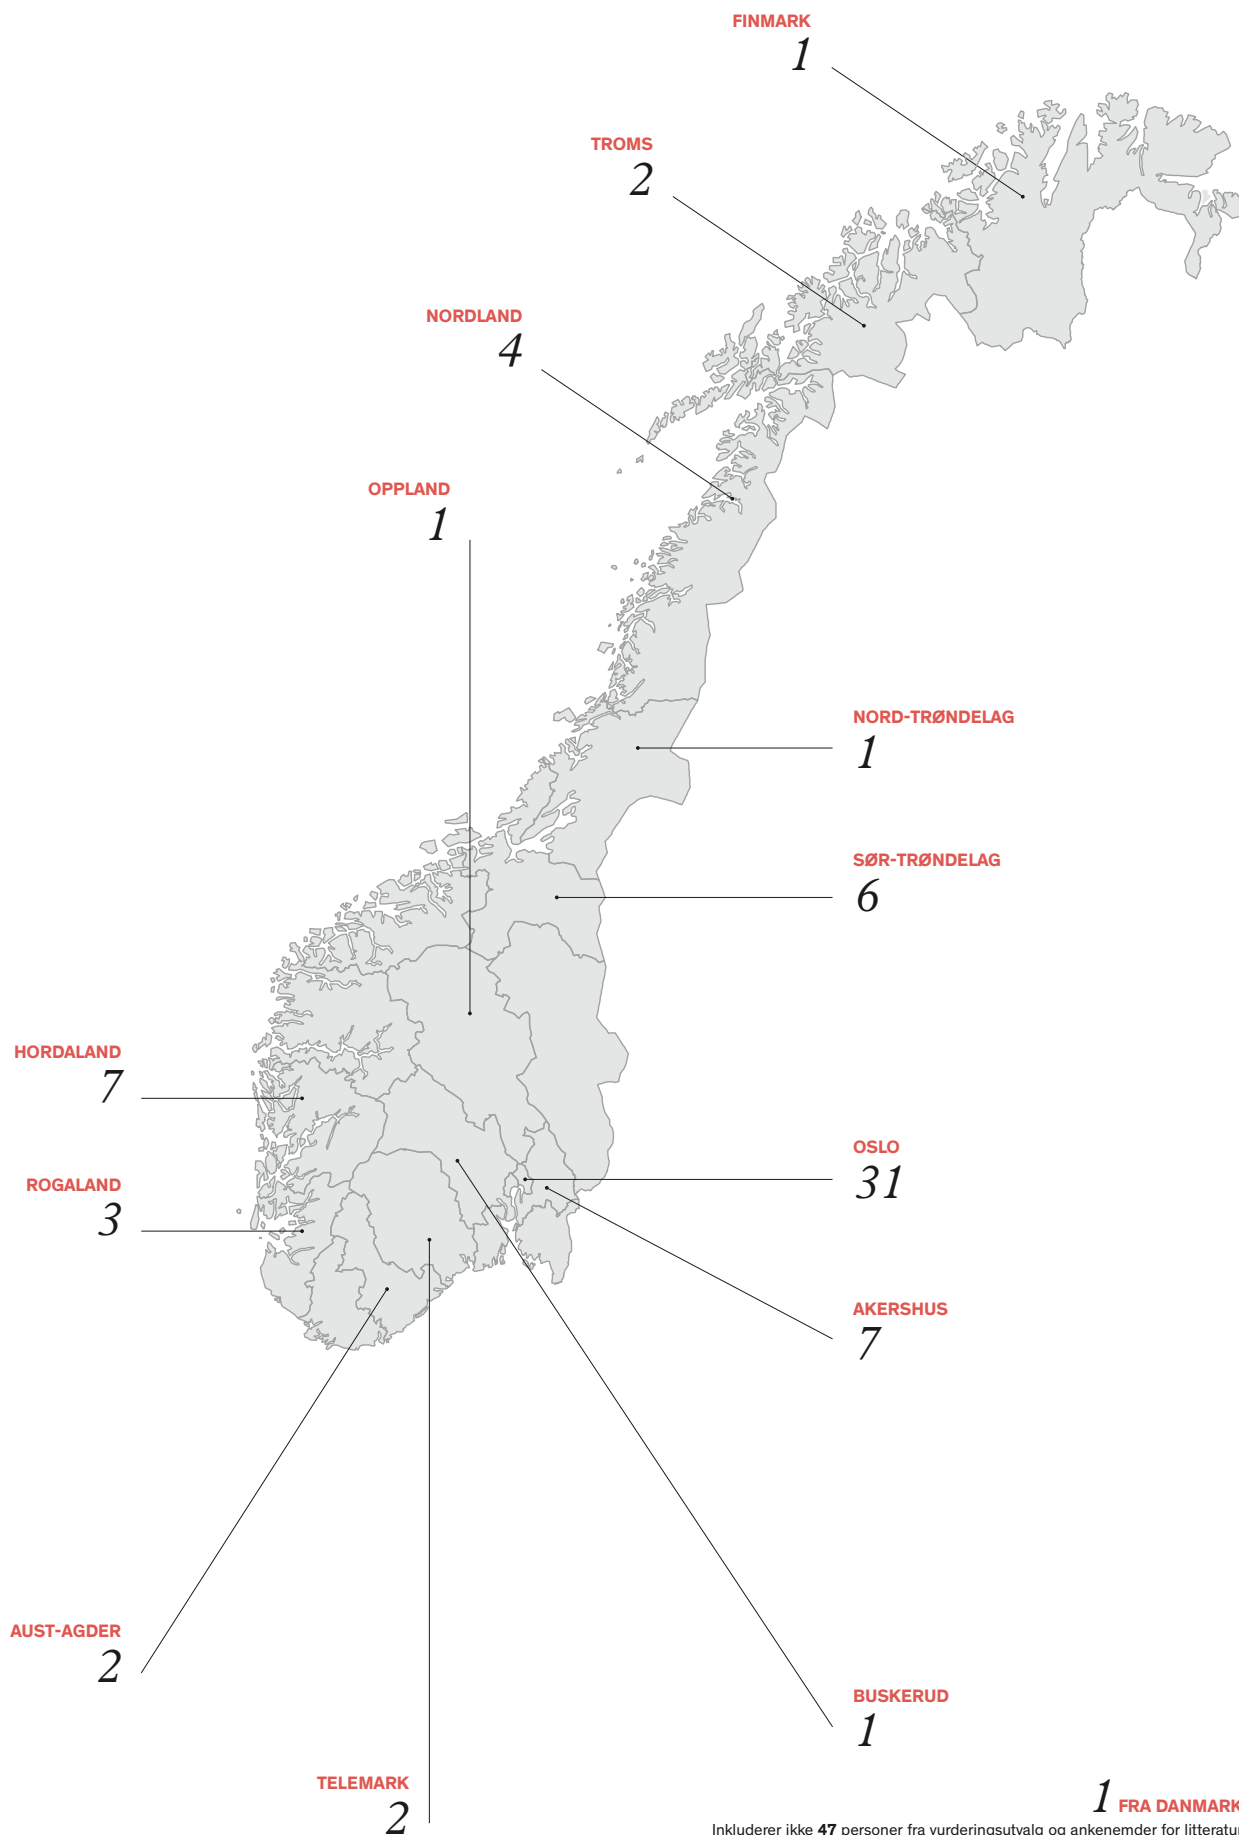 FINMARK
1
TROMS
2
NORDLAND
4
OPPLAND
1
NORD-TRØNDELAG
1
SØR-TRØNDELAG
6
HORDALAND
7
OSLO
31
ROGALAND
3
AKERSHUS
7
AUST-AGDER
2
BUSKERUD
1
TELEMARK
2
1 FRA DANMARK
Inkluderer ikke 47 personer fra vurderingsutvalg og ankenemder for litteratur